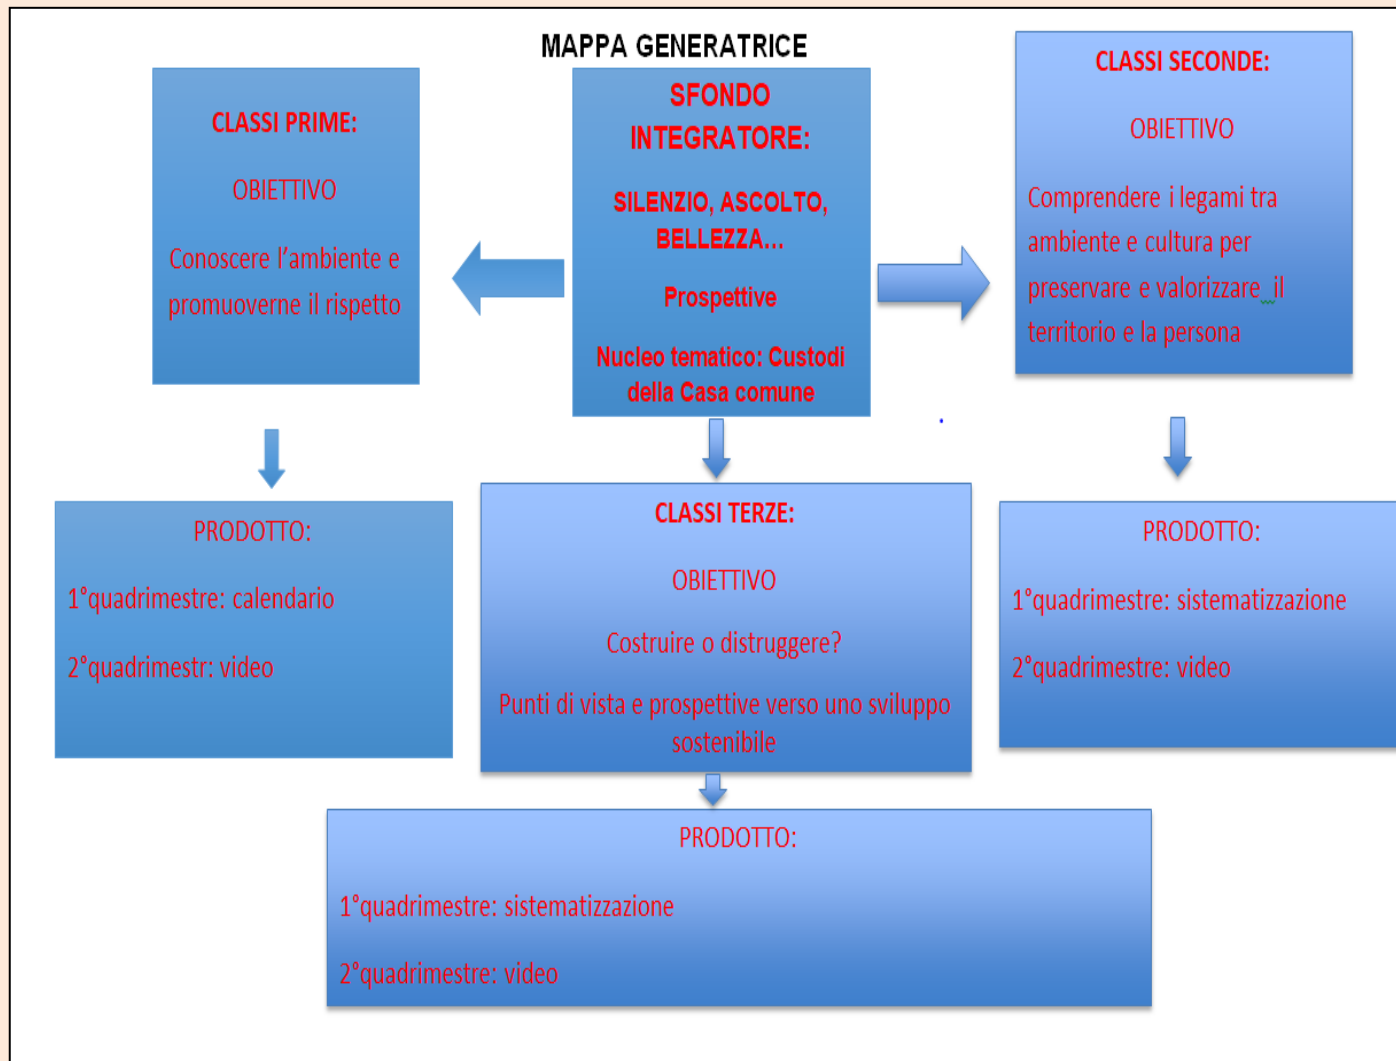 MAPPA GENERATRICE
CLASSI PRIME:
OBIETTIVO
Conoscere l'ambiente e
promuoverne il rispetto
SFONDO
INTEGRATORE:
SILENZIO, ASCOLTO,
BELLEZZA…
Prospettive
Nucleo tematico: Custodi
della Casa comune
CLASSI SECONDE:
OBIETTIVO
Comprendere i legami tra
ambiente e cultura per
preservare e valorizzare il
territorio e la persona
PRODOTTO:
1°quadrimestre: calendario
2°quadrimestr: video
CLASSI TERZE:
OBIETTIVO
Costruire o distruggere?
Punti di vista e prospettive verso uno sviluppo
sostenibile
PRODOTTO:
1°quadrimestre: sistematizzazione
2°quadrimestre: video
PRODOTTO:
1°quadrimestre: sistematizzazione
2°quadrimestre: video